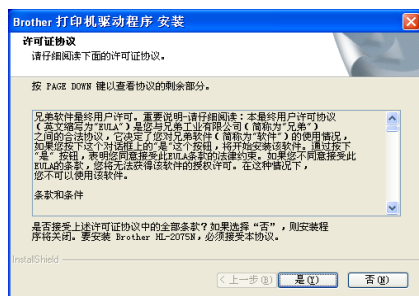 Brother 打印机驱动程序 安装
许可证协议
请仔细阅读下面的许可证协议。
按 PAGE DOWN 键以查看协议的剩余部分。
兄弟软件最终用户许可。重要说明-请仔细阅读：本最终用户许可协议
（英文缩写为"EULA"）是您与兄弟工业有限公司（简称为"兄弟"）
之间的合法协议，它决定了您对兄弟软件（简称为"软件"）的使用情况，
如果您按下这个对话框上的"是"这个按钮，将开始安装该软件。通过按下
"是" 按钮，表明您同意接受此EULA条款的法律约束。如果您不同意接受此
EULA的条款，您将无法获得该软件的授权许可。在这种情况下，
您不可以使用该软件。
条款和条件
是否接受上述许可证协议中的全部条款？如果选择 “否” ，则安装程
序将关闭。要安装 Brother HL-2075N，必须接受本协议。
InstallShield
< 上一步(B)
是(Y)
否(N)